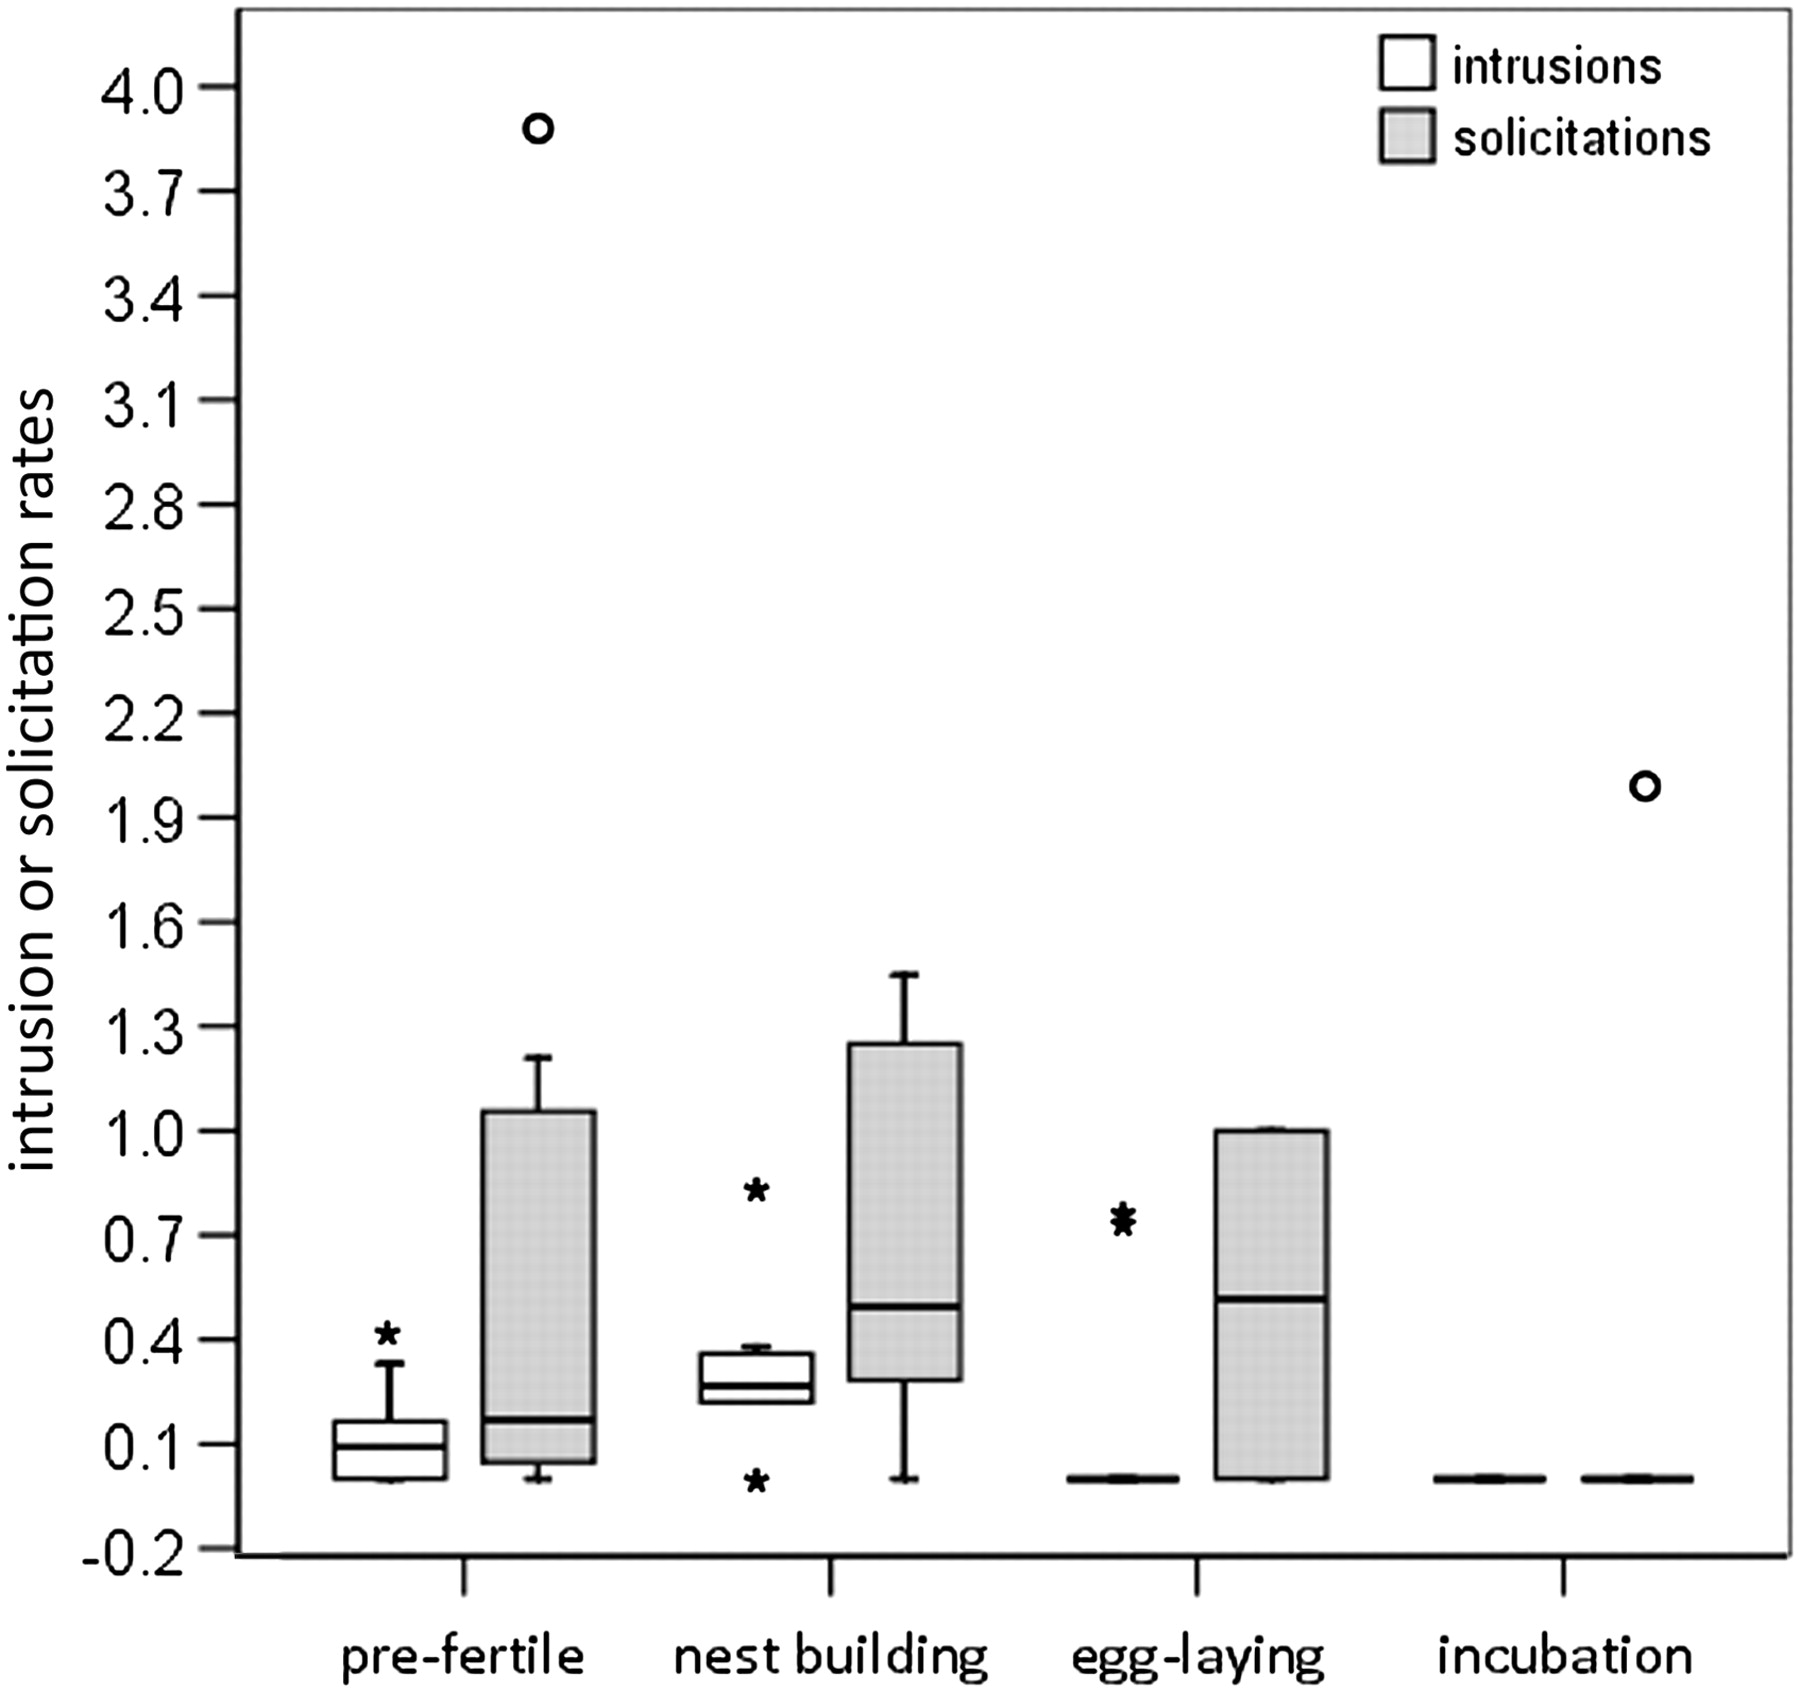 intrusions
solicitations
intrusion or solicitation rates
4.0
3.7
3.4
3.1
2.8
2.5
2.2
1.9
1.6
1.3
1.0
0.7
0.4
0.1
-0.2
pre-fertile
nest building
egg-laying
incubation